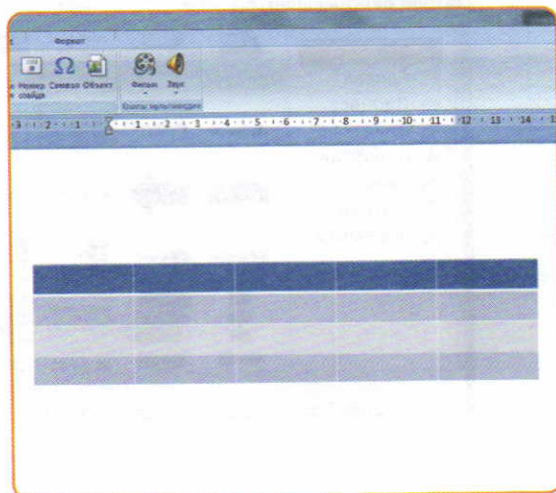 Формат
Номер слайда Символ Объект Фильм Звук
Клипы мультимедиа
3 2 1 1 2 3 4 5 6 7 8 9 10 11 12 13 14